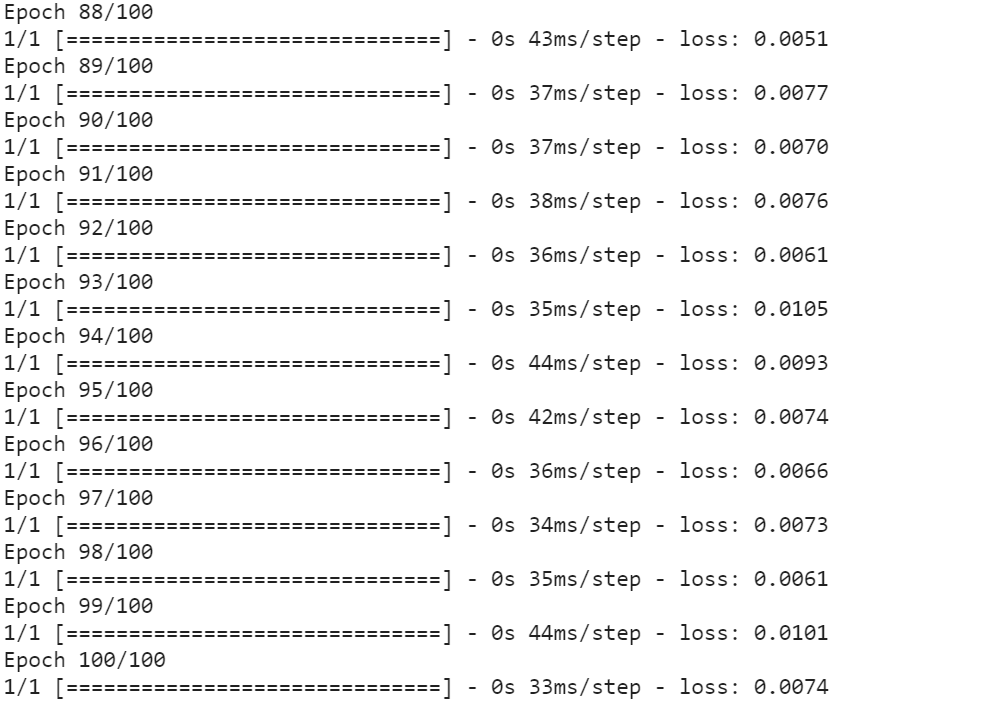 Epoch 88/100
1/1 [==============================] - 0s 43ms/step - loss: 0.0051
Epoch 89/100
1/1 [==============================] - 0s 37ms/step - loss: 0.0077
Epoch 90/100
1/1 [==============================] - 0s 37ms/step - loss: 0.0070
Epoch 91/100
1/1 [==============================] - 0s 38ms/step - loss: 0.0076
Epoch 92/100
1/1 [==============================] - 0s 36ms/step - loss: 0.0061
Epoch 93/100
1/1 [==============================] - 0s 35ms/step - loss: 0.0105
Epoch 94/100
1/1 [==============================] - 0s 44ms/step - loss: 0.0093
Epoch 95/100
1/1 [==============================] - 0s 42ms/step - loss: 0.0074
Epoch 96/100
1/1 [==============================] - 0s 36ms/step - loss: 0.0066
Epoch 97/100
1/1 [==============================] - 0s 34ms/step - loss: 0.0073
Epoch 98/100
1/1 [==============================] - 0s 35ms/step - loss: 0.0061
Epoch 99/100
1/1 [==============================] - 0s 44ms/step - loss: 0.0101
Epoch 100/100
1/1 [==============================] - 0s 33ms/step - loss: 0.0074